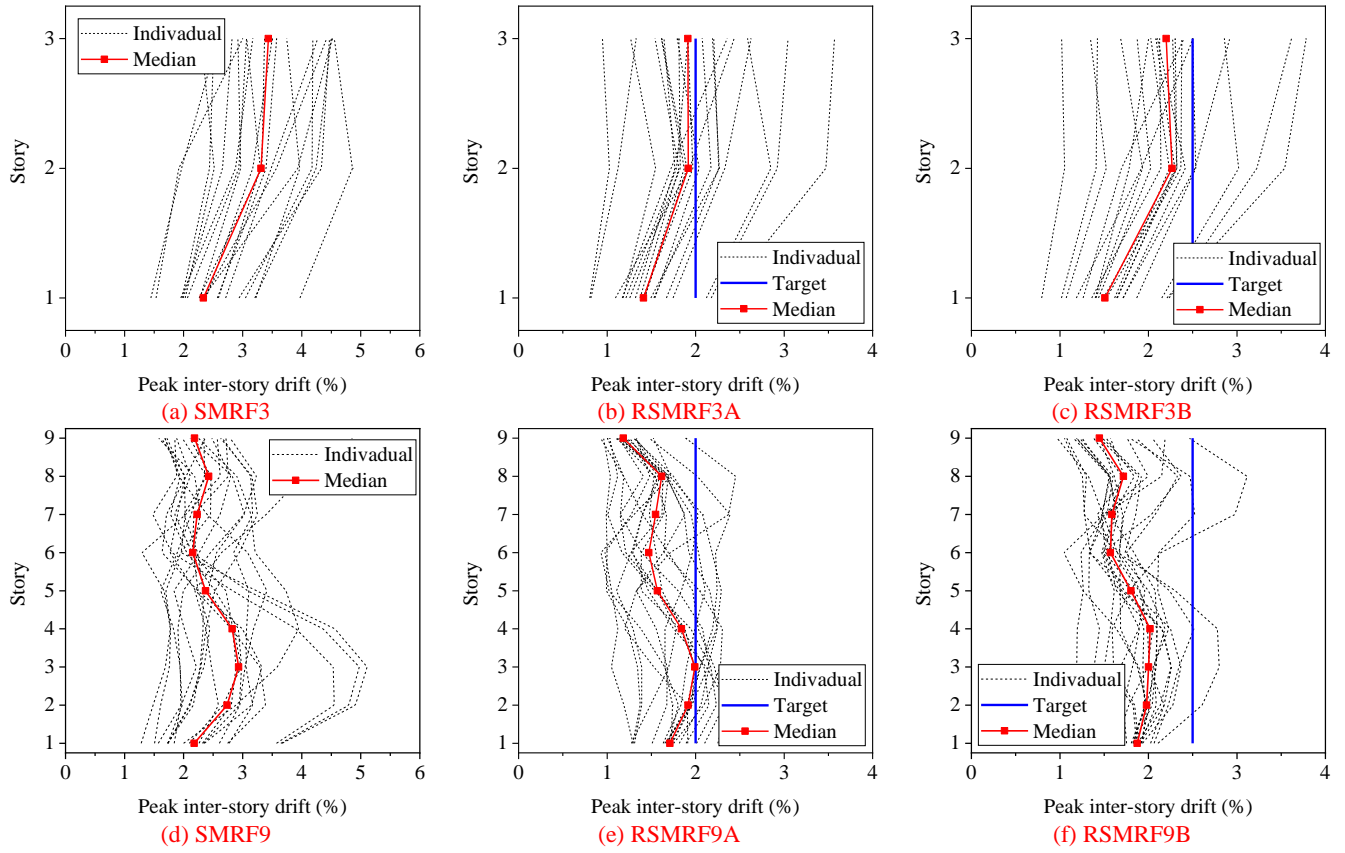 Indivadual
Median
3
2
1
Story
0 1 2 3 4 5 6
Peak inter-story drift (%)
(a) SMRF3
3
2
1
Story
Indivadual
Target
Median
0 1 2 3 4
Peak inter-story drift (%)
(b) RSMRF3A
3
2
1
Story
Indivadual
Target
Median
0 1 2 3 4
Peak inter-story drift (%)
(c) RSMRF3B
Indivadual
Median
9
8
7
6
5
4
3
2
1
Story
0 1 2 3 4 5 6
Peak inter-story drift (%)
(d) SMRF9
9
8
7
6
5
4
3
2
1
Story
Indivadual
Target
Median
0 1 2 3 4
Peak inter-story drift (%)
(e) RSMRF9A
9
8
7
6
5
4
3
2
1
Story
Indivadual
Target
Median
0 1 2 3 4
Peak inter-story drift (%)
(f) RSMRF9B